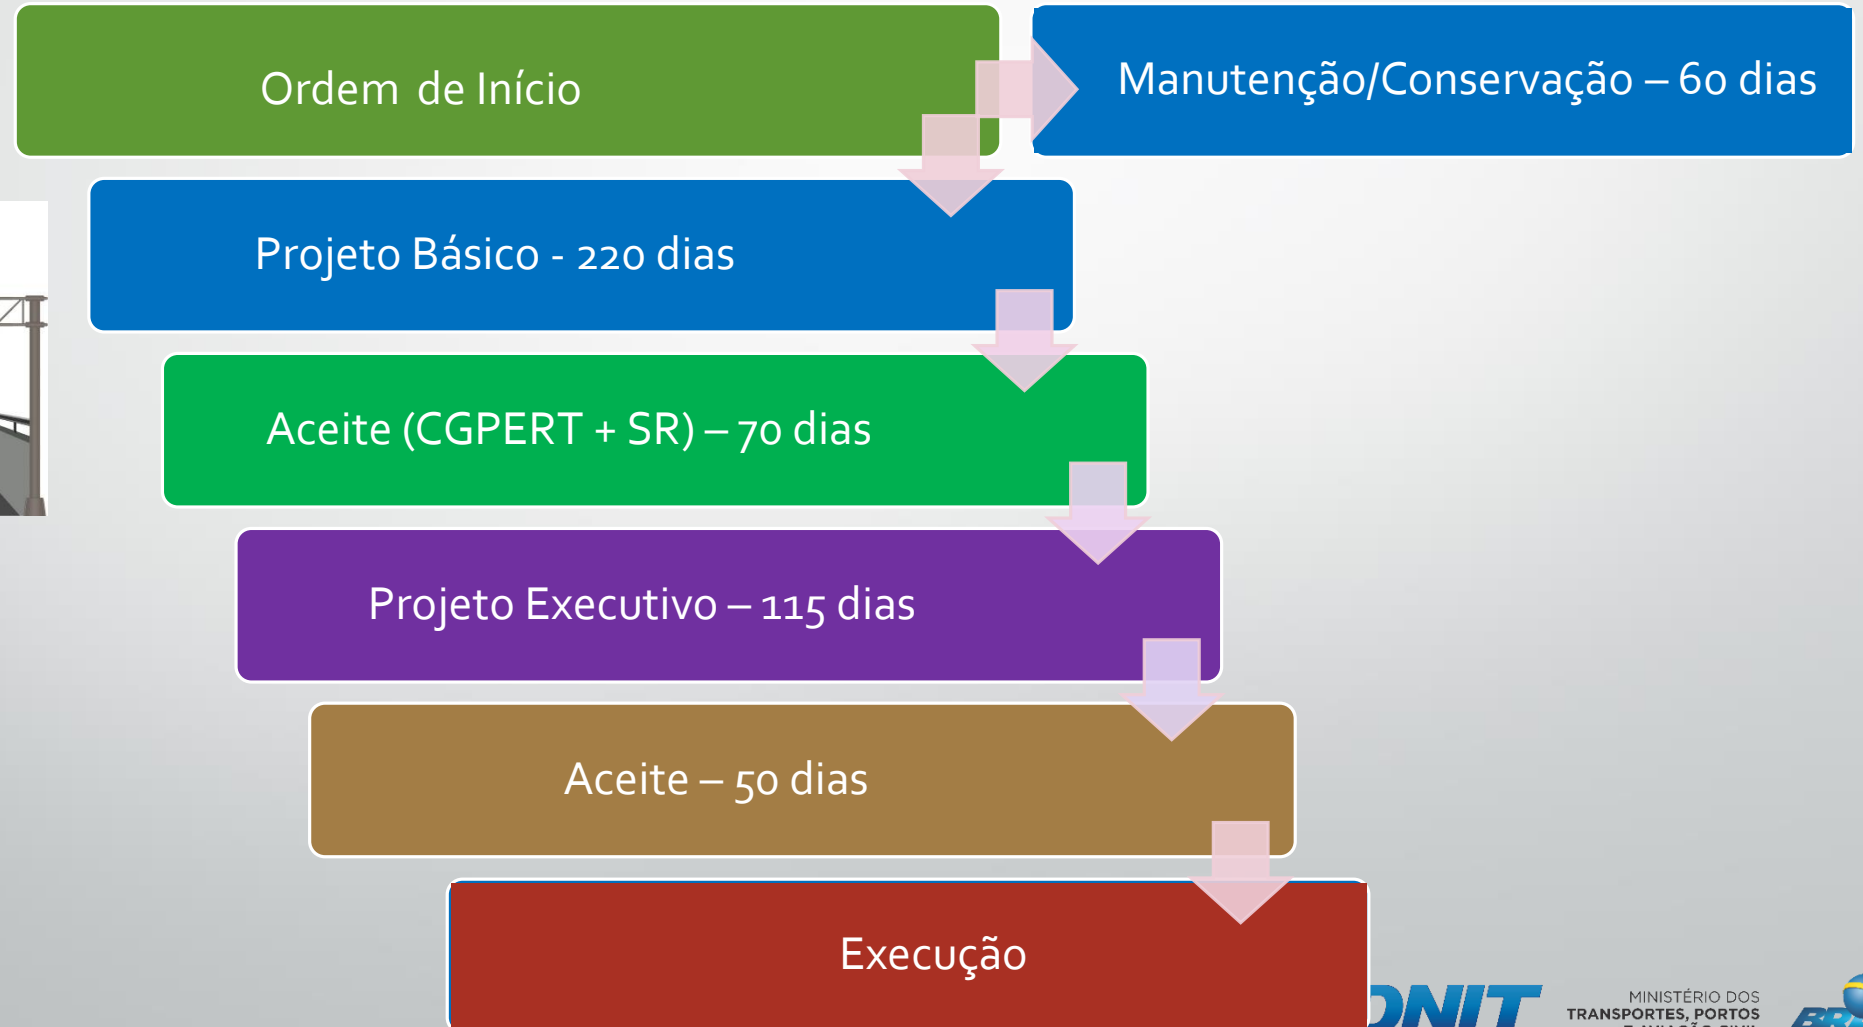 Ordem de Início
Manutenção/Conservação – 60 dias
Projeto Básico - 220 dias
Aceite (CGPERT + SR) – 70 dias
Projeto Executivo – 115 dias
Aceite – 50 dias
Execução
DNIT
MINISTÉRIO DOS
TRANSPORTES, PORTOS